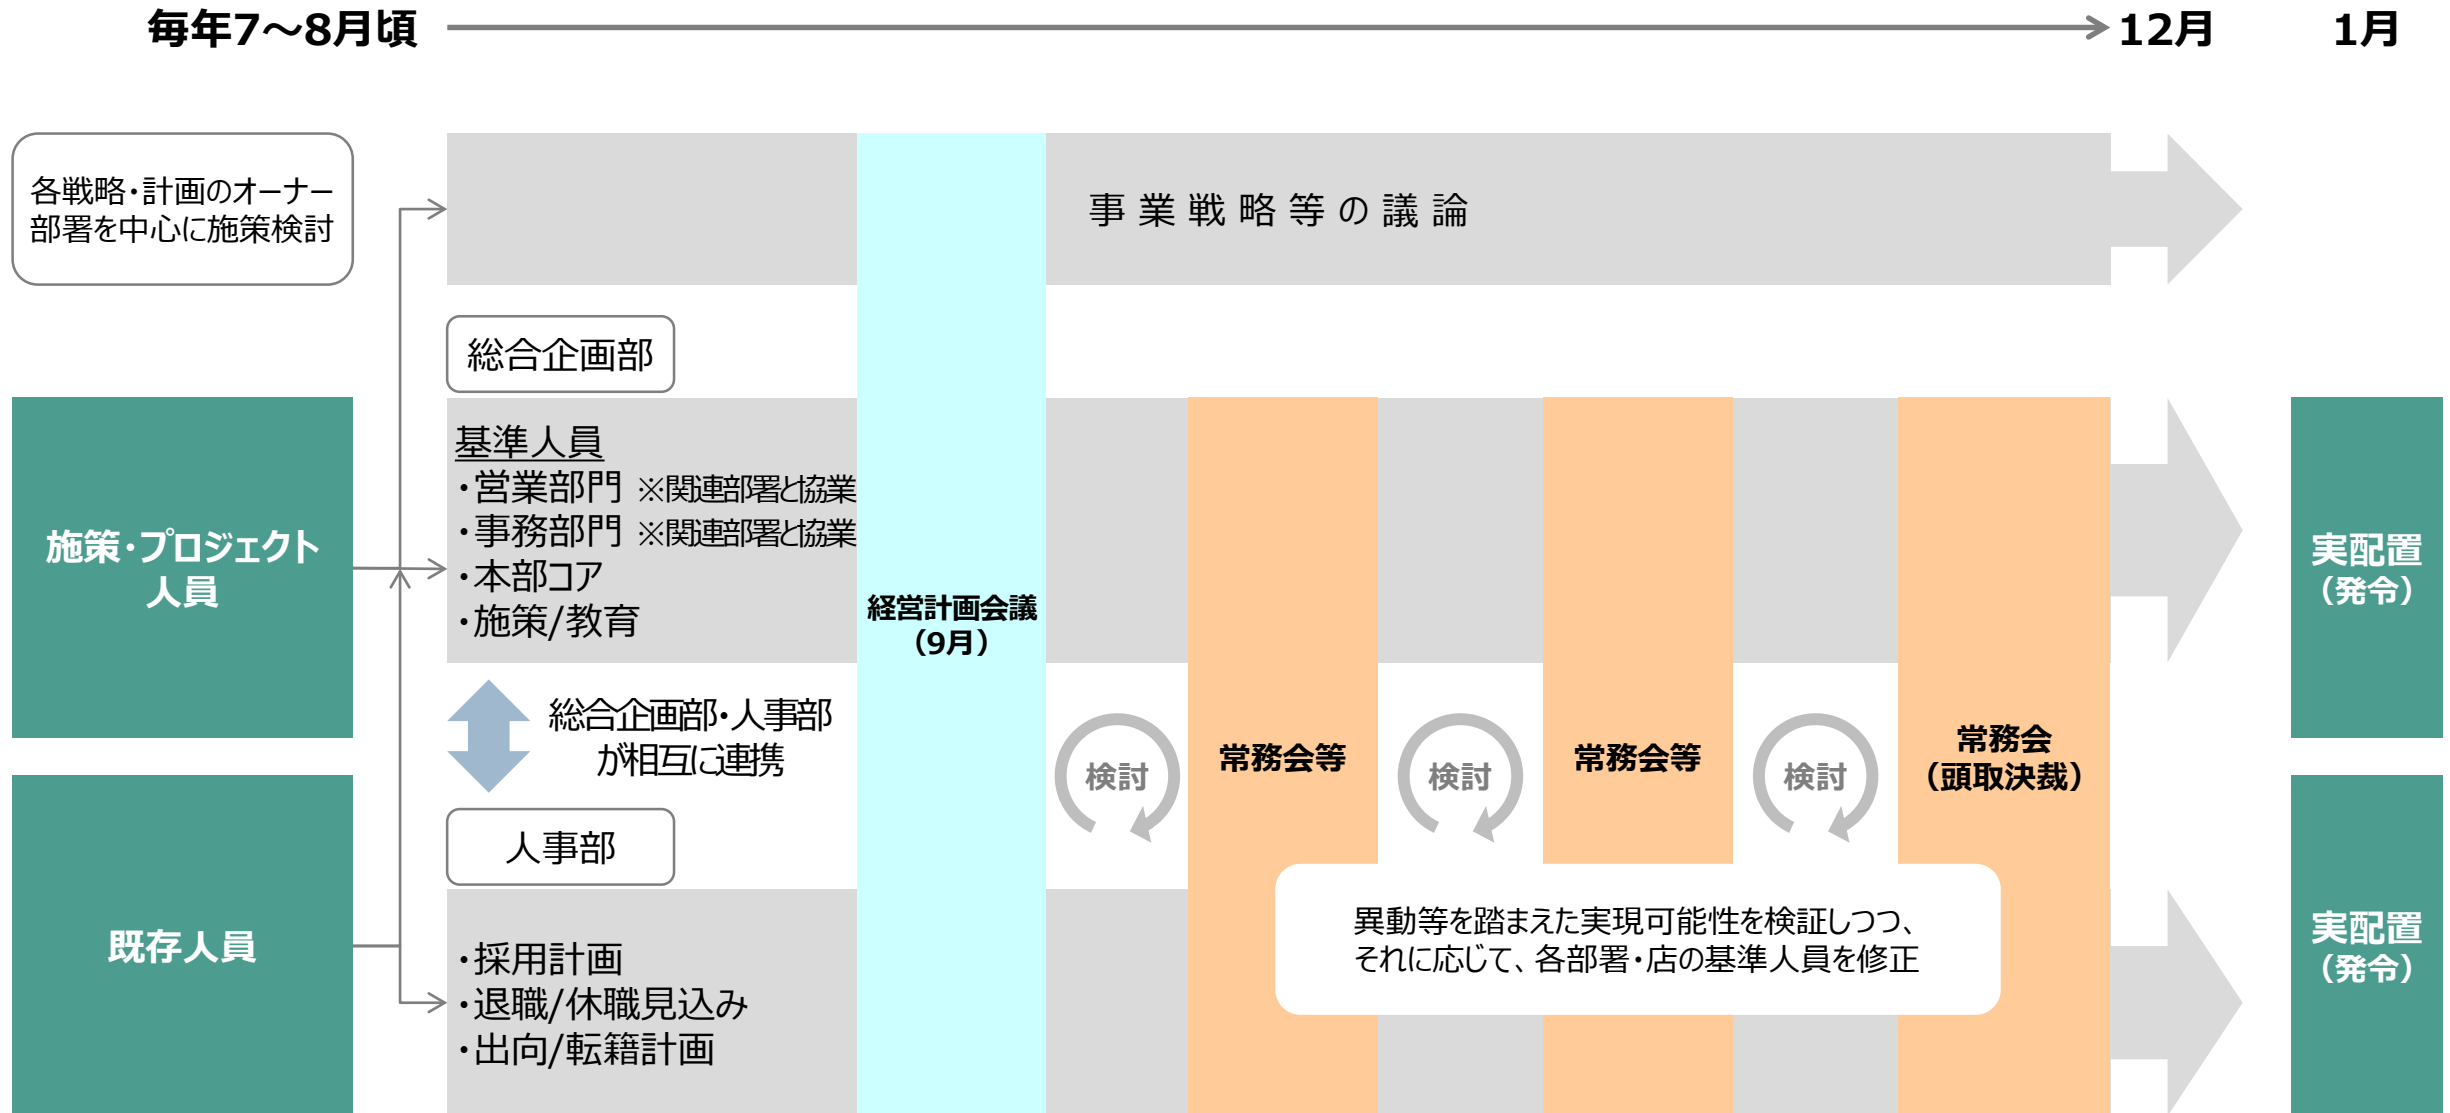 毎年7～8月頃
12月
1月
各戦略・計画のオーナー
部署を中心に施策検討
事業戦略等の議論
総合企画部
施策・プロジェクト
人員
基準人員
・営業部門 ※関連部署と協業
・事務部門 ※関連部署と協業
・本部コア
・施策/教育
経営計画会議
（9月）
実配置
（発令）
総合企画部・人事部
が相互に連携
検討
常務会等
検討
常務会等
検討
常務会
（頭取決裁）
人事部
既存人員
・採用計画
・退職/休職見込み
・出向/転籍計画
異動等を踏まえた実現可能性を検証しつつ、
それに応じて、各部署・店の基準人員を修正
実配置
（発令）